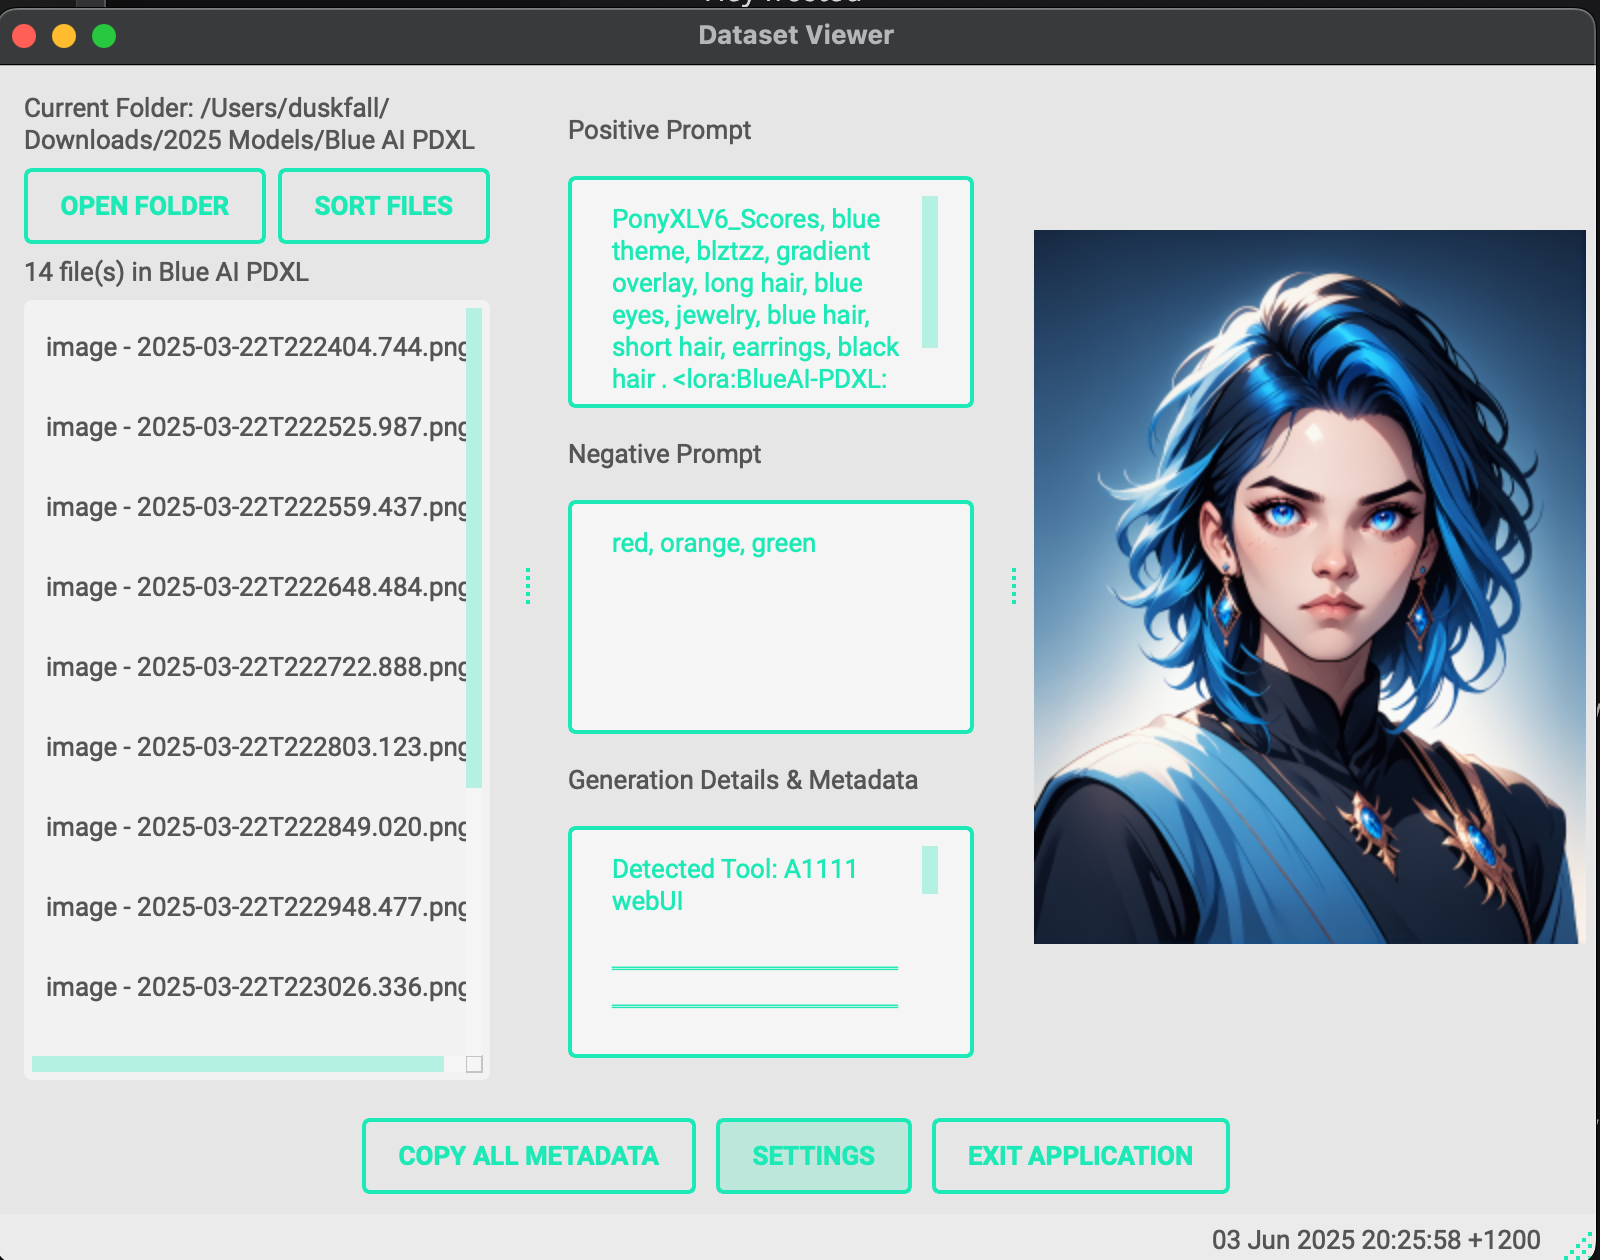 Dataset Viewer
Current Folder: /Users/duskfall/
Downloads/2025 Models/Blue AI PDXL
OPEN FOLDER
SORT FILES
14 file(s) in Blue AI PDXL
image - 2025-03-22T222404.744.png
image - 2025-03-22T222525.987.png
image - 2025-03-22T222559.437.png
image - 2025-03-22T222648.484.png
image - 2025-03-22T222722.888.png
image - 2025-03-22T222803.123.png
image - 2025-03-22T222849.020.png
image - 2025-03-22T222948.477.png
image - 2025-03-22T223026.336.png
Positive Prompt
PonyXLV6_Scores, blue
theme, blztzz, gradient
overlay, long hair, blue
eyes, jewelry, blue hair,
short hair, earrings, black
hair . <lora:BlueAI-PDXL:
Negative Prompt
red, orange, green
Generation Details & Metadata
Detected Tool: A1111
webUI
COPY ALL METADATA
SETTINGS
EXIT APPLICATION
03 Jun 2025 20:25:58 +1200